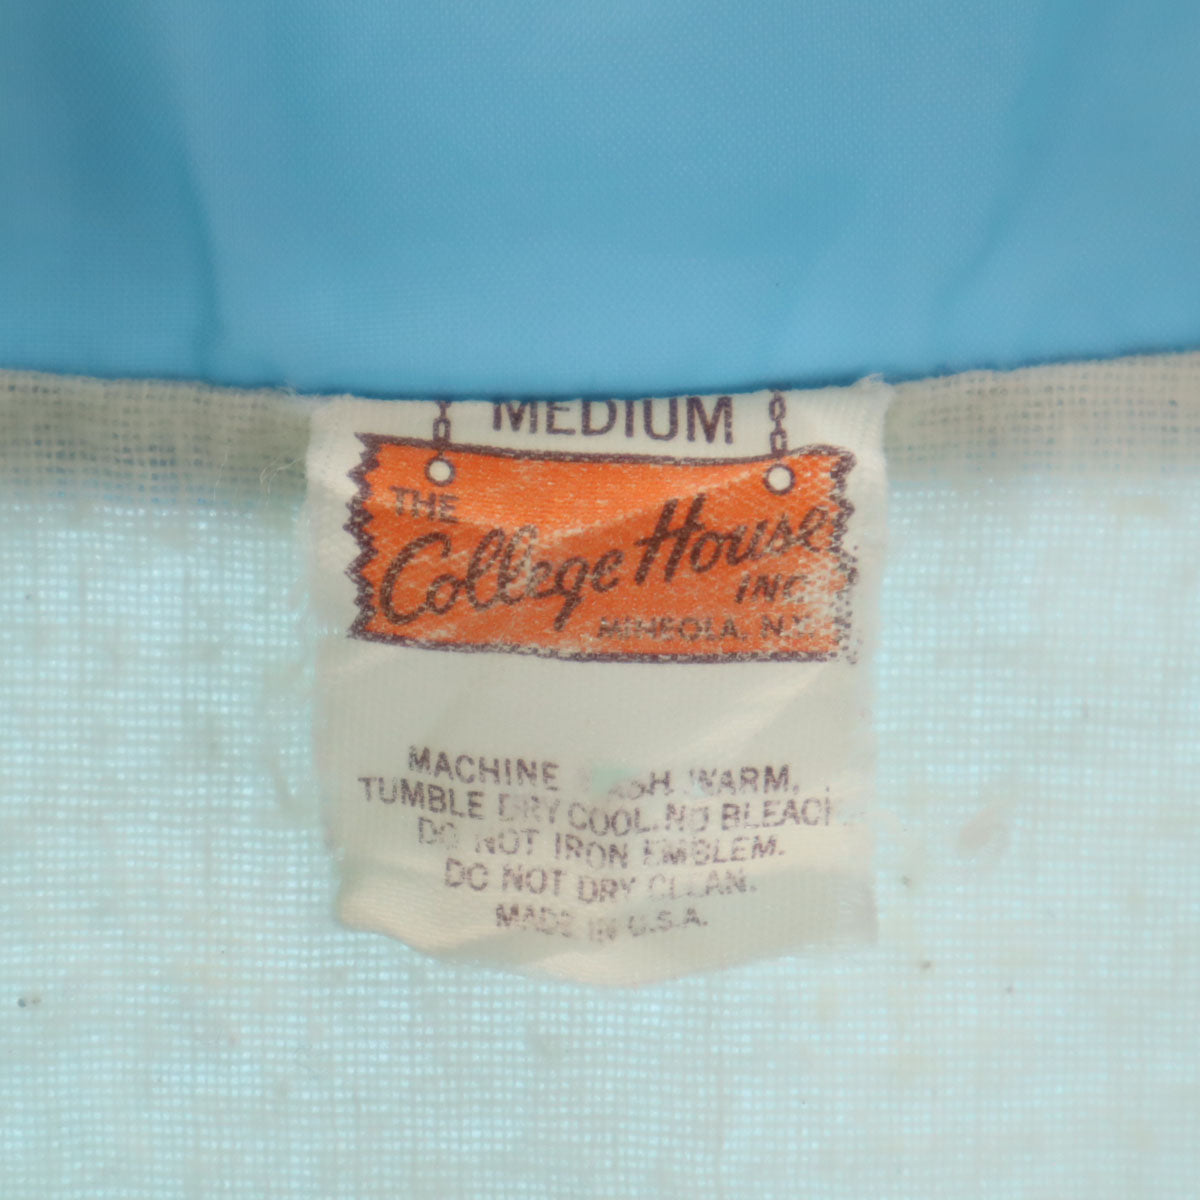 MEDIUM
THE
College House
INC.
MINEOLA, N.Y.
MACHINE WASH WARM,
TUMBLE DRY COOL. NO BLEACH
DO NOT IRON EMBLEM.
DO NOT DRY CLEAN.
MADE IN U.S.A.